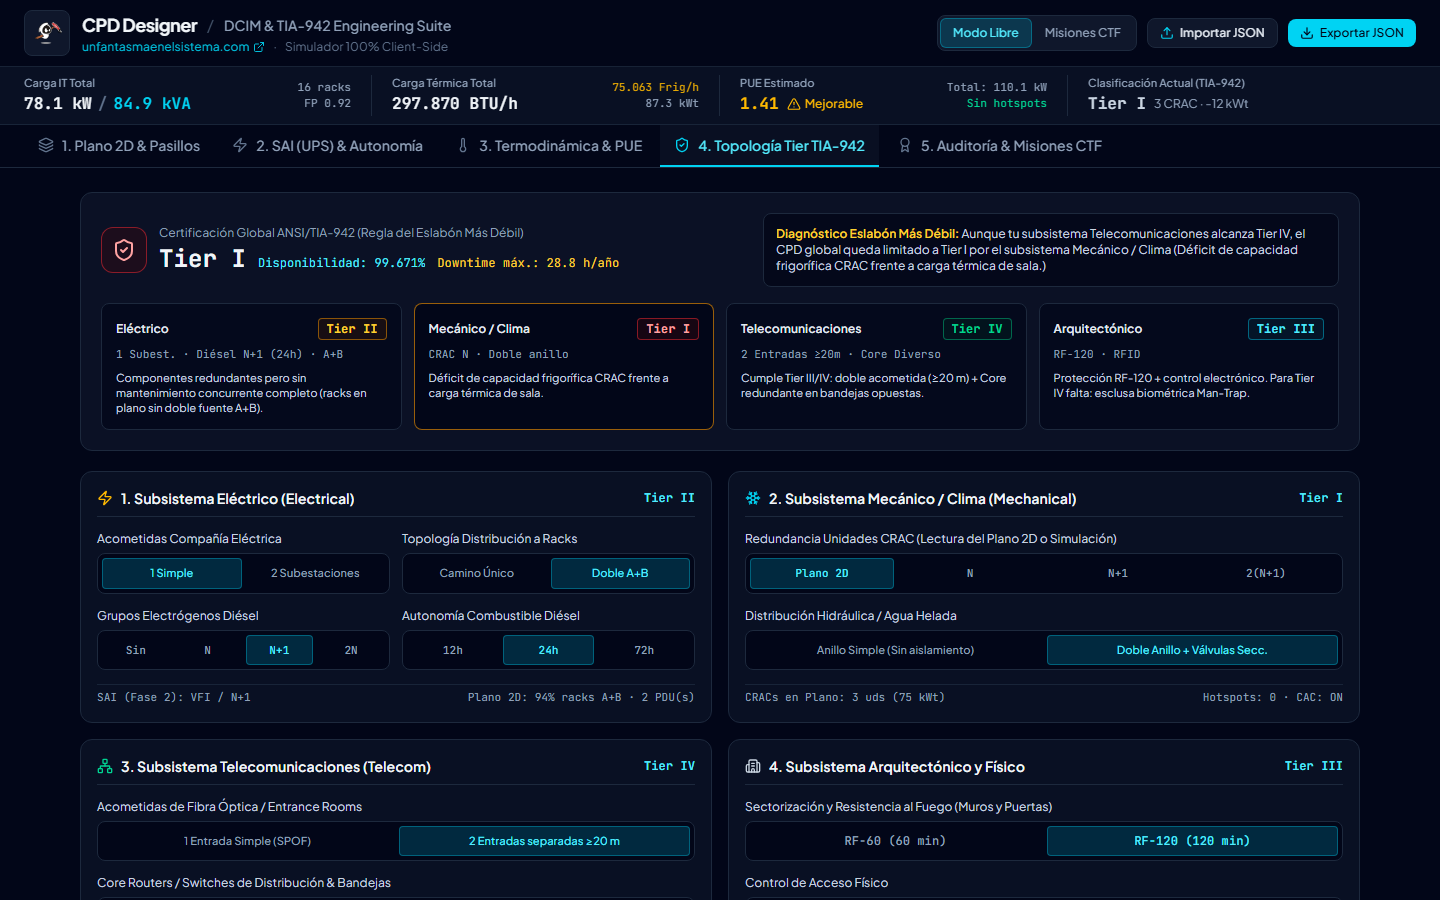 CPD Designer / DCIM & TIA-942 Engineering Suite
unfantasmaenelsistema.com · Simulador 100% Client-Side
Modo Libre
Misiones CTF
Importar JSON
Exportar JSON
Carga IT Total
78.1 kW / 84.9 kVA
16 racks
FP 0.92
Carga Térmica Total
297.870 BTU/h
75.063 Frig/h
87.3 kWt
PUE Estimado
1.41 Mejorable
Total: 110.1 kW
Sin hotspots
Clasificación Actual (TIA-942)
Tier I 3 CRAC · -12 kWt
1. Plano 2D & Pasillos
2. SAI (UPS) & Autonomía
3. Termodinámica & PUE
4. Topología Tier TIA-942
5. Auditoría & Misiones CTF
Certificación Global ANSI/TIA-942 (Regla del Eslabón Más Débil)
Tier I Disponibilidad: 99.671% Downtime máx.: 28.8 h/año
Diagnóstico Eslabón Más Débil: Aunque tu subsistema Telecomunicaciones alcanza Tier IV, el
CPD global queda limitado a Tier I por el subsistema Mecánico / Clima (Déficit de capacidad
frigorífica CRAC frente a carga térmica de sala.)
Eléctrico
Tier II
1 Subest. · Diésel N+1 (24h) · A+B
Componentes redundantes pero sin
mantenimiento concurrente completo (racks en
plano sin doble fuente A+B).
Mecánico / Clima
Tier I
CRAC N · Doble anillo
Déficit de capacidad frigorífica CRAC frente a
carga térmica de sala.
Telecomunicaciones
Tier IV
2 Entradas ≥20m · Core Diverso
Cumple Tier III/IV: doble acometida (≥20 m) + Core
redundante en bandejas opuestas.
Arquitectónico
Tier III
RF-120 · RFID
Protección RF-120 + control electrónico. Para Tier
IV falta: esclusa biométrica Man-Trap.
1. Subsistema Eléctrico (Electrical)
Tier II
Acometidas Compañía Eléctrica
1 Simple
2 Subestaciones
Topología Distribución a Racks
Camino Único
Doble A+B
Grupos Electrógenos Diésel
Sin
N
N+1
2N
Autonomía Combustible Diésel
12h
24h
72h
SAI (Fase 2): VFI / N+1
Plano 2D: 94% racks A+B · 2 PDU(s)
2. Subsistema Mecánico / Clima (Mechanical)
Tier I
Redundancia Unidades CRAC (Lectura del Plano 2D o Simulación)
Plano 2D
N
N+1
2(N+1)
Distribución Hidráulica / Agua Helada
Anillo Simple (Sin aislamiento)
Doble Anillo + Válvulas Secc.
CRACs en Plano: 3 uds (75 kWt)
Hotspots: 0 · CAC: ON
3. Subsistema Telecomunicaciones (Telecom)
Tier IV
Acometidas de Fibra Óptica / Entrance Rooms
1 Entrada Simple (SPOF)
2 Entradas separadas ≥20 m
Core Routers / Switches de Distribución & Bandejas
4. Subsistema Arquitectónico y Físico
Tier III
Sectorización y Resistencia al Fuego (Muros y Puertas)
RF-60 (60 min)
RF-120 (120 min)
Control de Acceso Físico